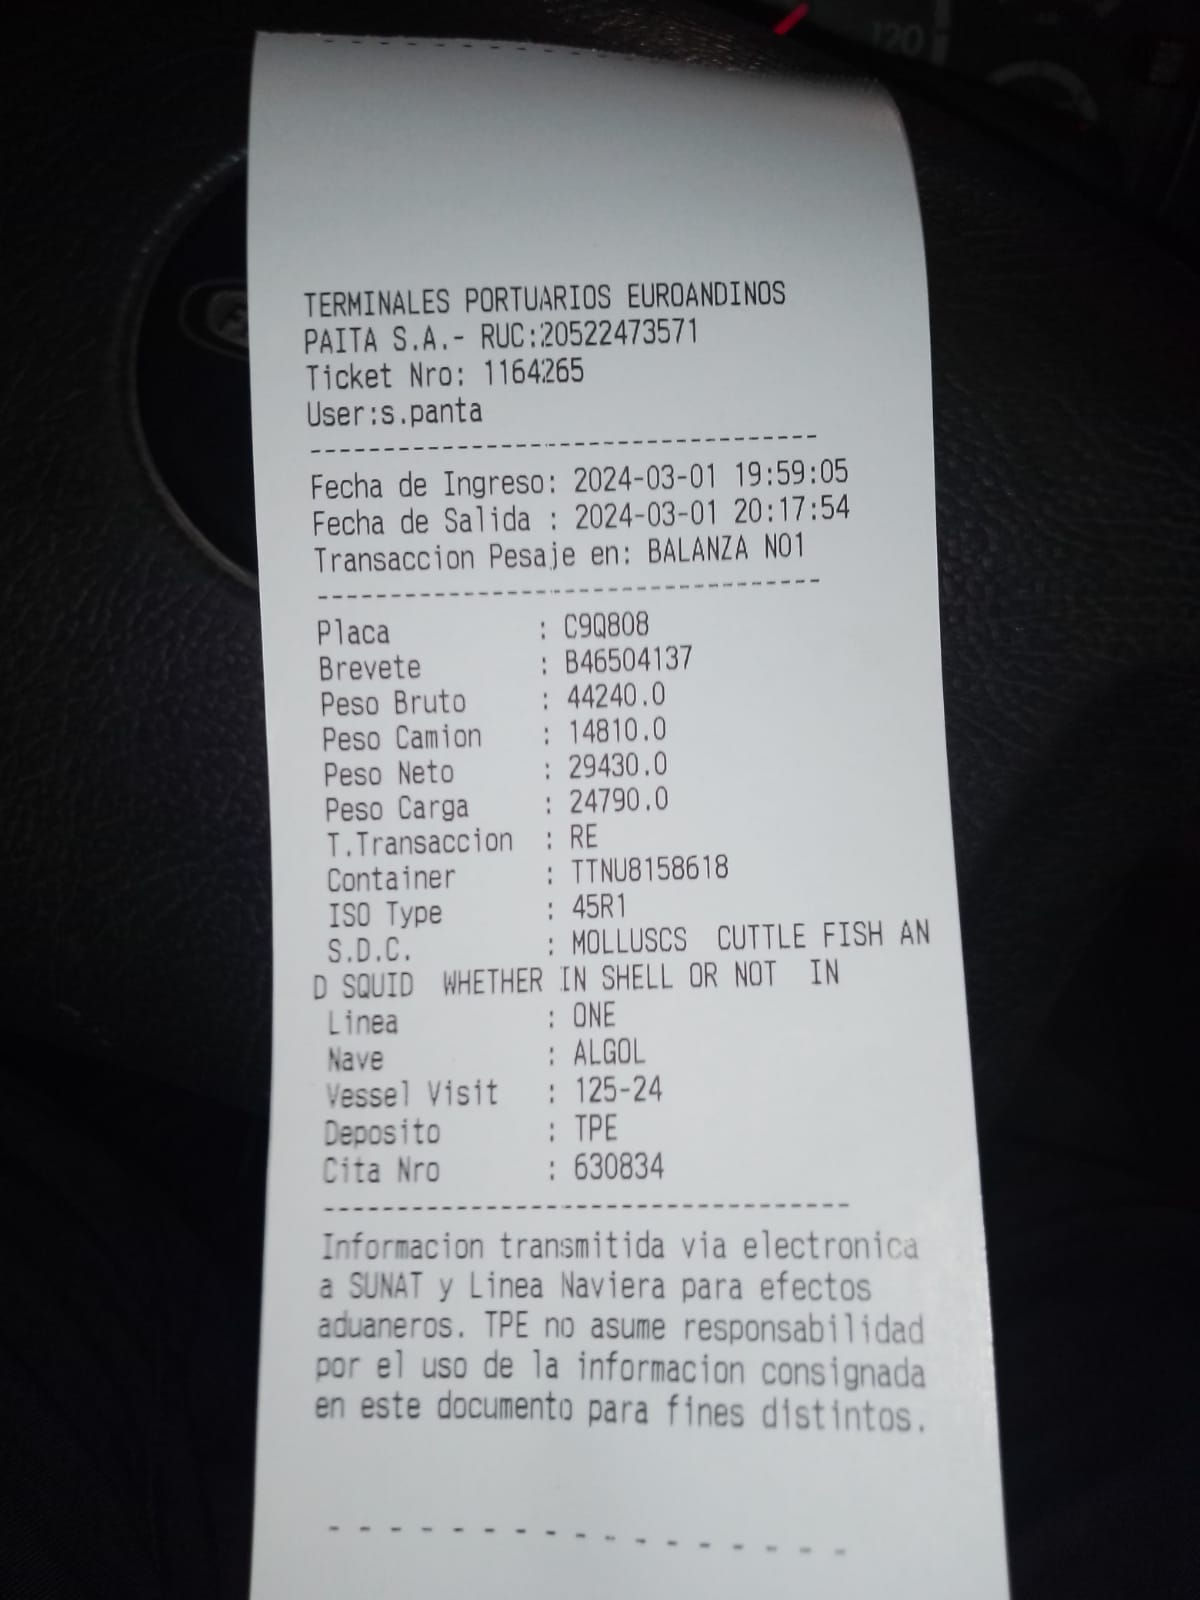 TERMINALES PORTUARIOS EUROANDINOS
PAITA S.A.- RUC:20522473571
Ticket Nro: 1164265
User:s.panta
----------------------------------
Fecha de Ingreso: 2024-03-01 19:59:05
Fecha de Salida : 2024-03-01 20:17:54
Transaccion Pesaje en: BALANZA NO1
----------------------------------
Placa : C9Q808
Brevete : B46504137
Peso Bruto : 44240.0
Peso Camion : 14810.0
Peso Neto : 29430.0
Peso Carga : 24790.0
T.Transaccion : RE
Container : TTNU8158618
ISO Type : 45R1
S.D.C. : MOLLUSCS CUTTLE FISH AN
D SQUID WHETHER IN SHELL OR NOT IN
Linea : ONE
Nave : ALGOL
Vessel Visit : 125-24
Deposito : TPE
Cita Nro : 630834
----------------------------------
Informacion transmitida via electronica
a SUNAT y Linea Naviera para efectos
aduaneros. TPE no asume responsabilidad
por el uso de la informacion consignada
en este documento para fines distintos.
120